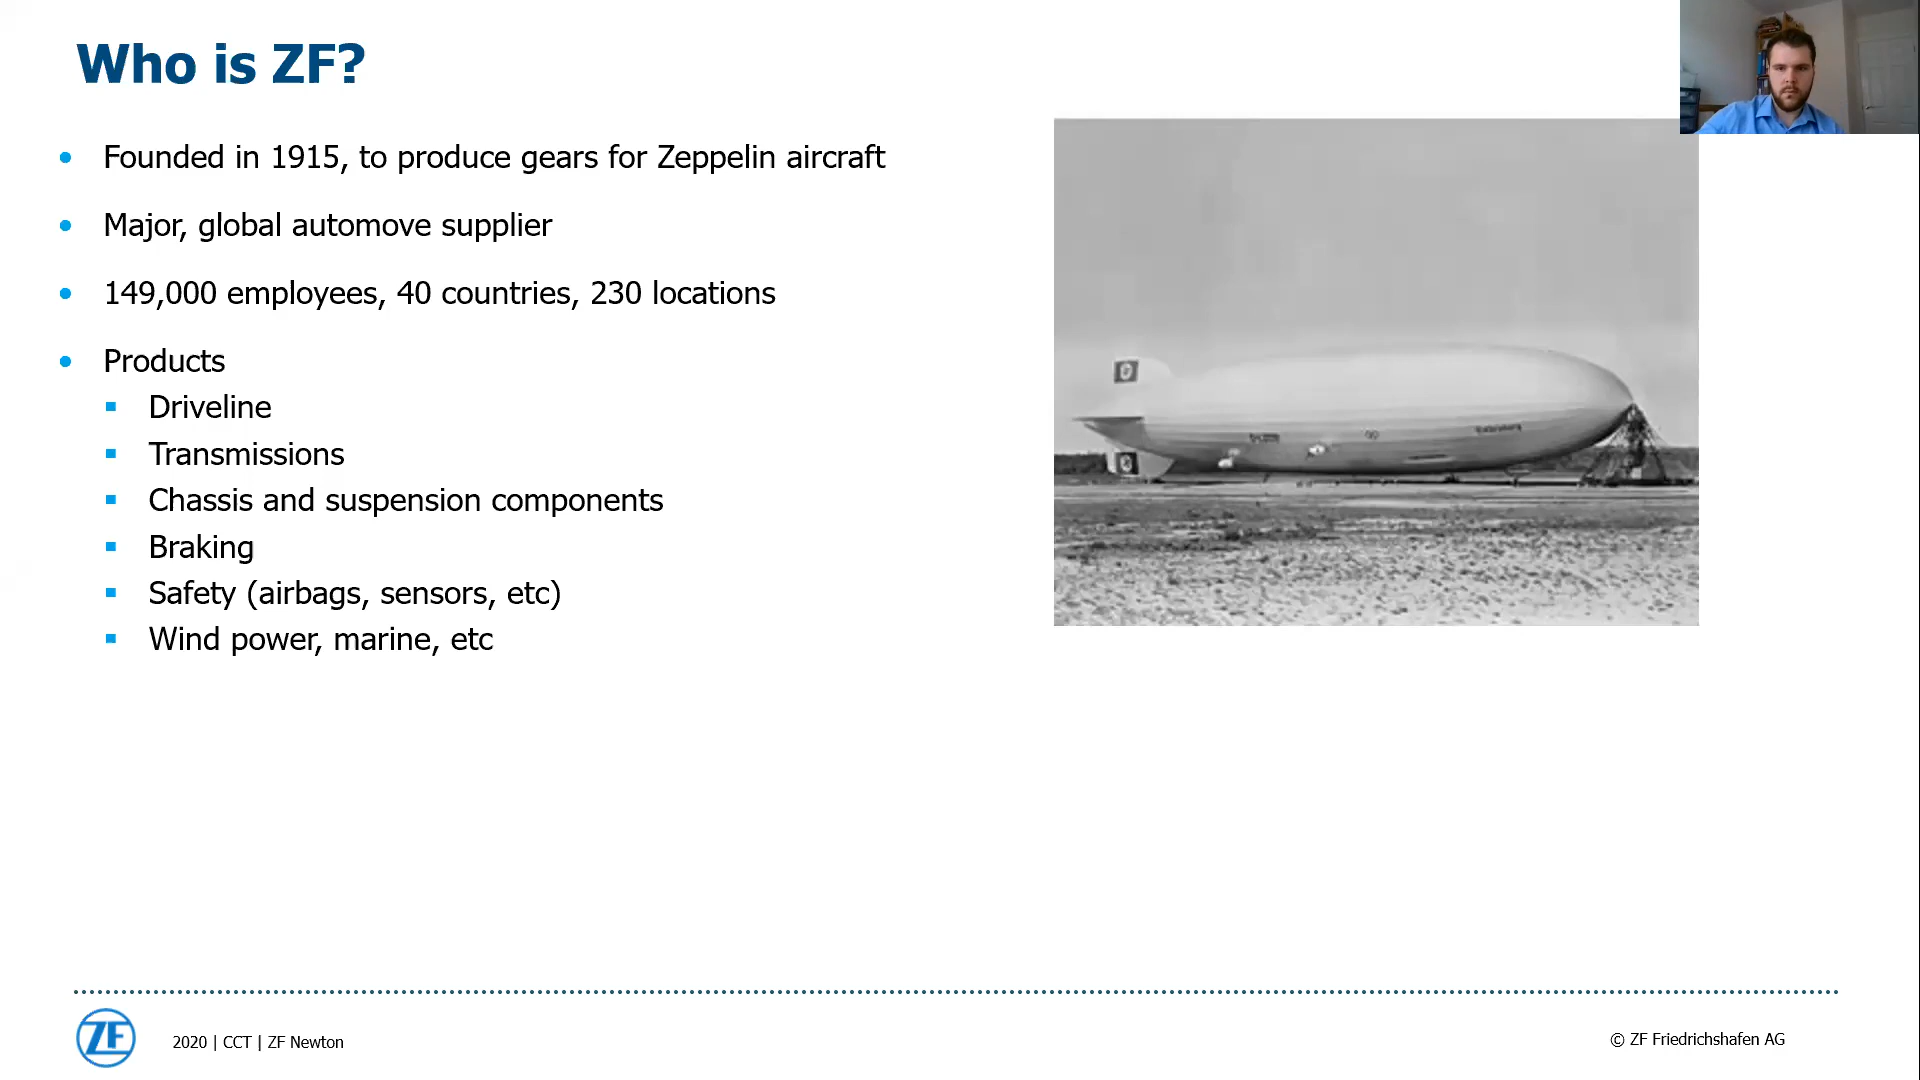 Who is ZF?
Founded in 1915, to produce gears for Zeppelin aircraft
Major, global automove supplier
149,000 employees, 40 countries, 230 locations
Products
Driveline
Transmissions
Chassis and suspension components
Braking
Safety (airbags, sensors, etc)
Wind power, marine, etc
ZF
2020 | CCT | ZF Newton
© ZF Friedrichshafen AG